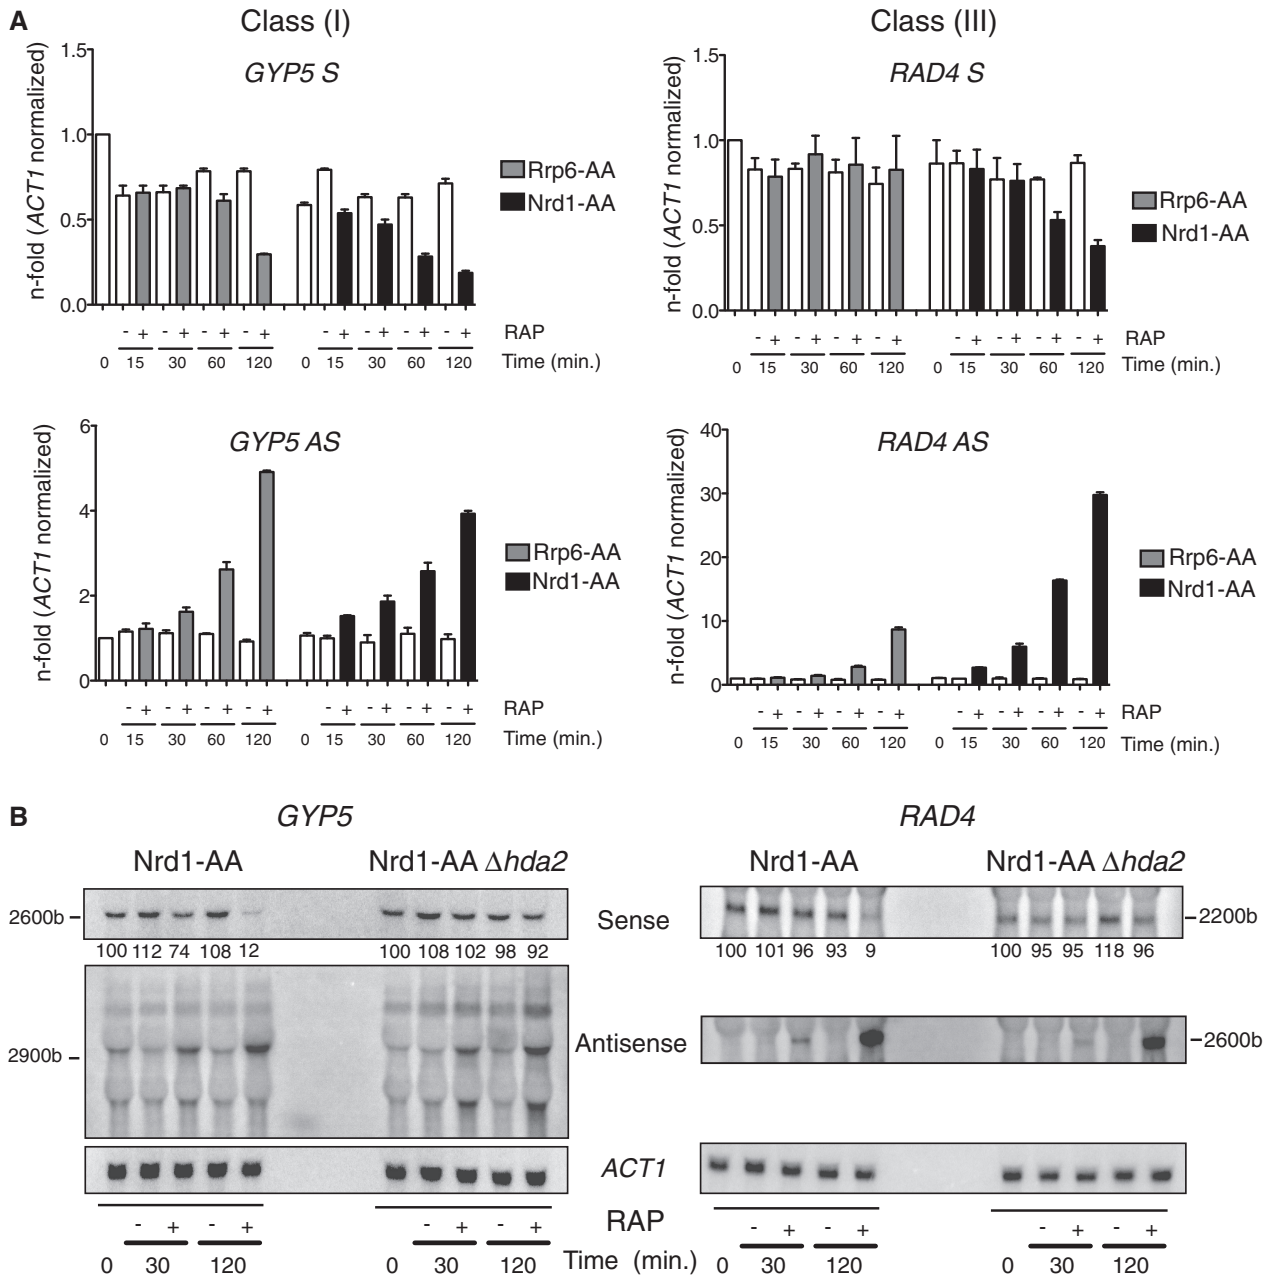 A
Class (I)
Class (III)
GYP5 S
n-fold (ACT1 normalized)
1.5
1.0
0.5
0.0
Rrp6-AA
Nrd1-AA
- + - + - + - + - + - + - + - + RAP
0 15 30 60 120 0 15 30 60 120 Time (min.)
RAD4 S
n-fold (ACT1 normalized)
1.5
1.0
0.5
0.0
Rrp6-AA
Nrd1-AA
- + - + - + - + - + - + - + - + RAP
0 15 30 60 120 0 15 30 60 120 Time (min.)
GYP5 AS
n-fold (ACT1 normalized)
6
4
2
0
Rrp6-AA
Nrd1-AA
- + - + - + - + - + - + - + - + RAP
0 15 30 60 120 0 15 30 60 120 Time (min.)
RAD4 AS
n-fold (ACT1 normalized)
40
30
20
10
0
Rrp6-AA
Nrd1-AA
- + - + - + - + - + - + - + - + RAP
0 15 30 60 120 0 15 30 60 120 Time (min.)
B
GYP5
RAD4
Nrd1-AA Nrd1-AA Δhda2
Nrd1-AA Nrd1-AA Δhda2
2600b
Sense
2200b
100 112 74 108 12 100 108 102 98 92
100 101 96 93 9 100 95 95 118 96
2900b
Antisense
2600b
ACT1
- + - + - + - + RAP - + - + - + - +
0 30 120 0 30 120 Time (min.) 0 30 120 0 30 120